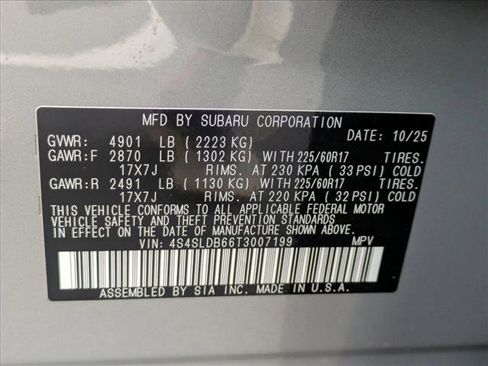 MFD BY SUBARU CORPORATION DATE: 10/25
GVWR: 4901 LB ( 2223 KG)
GAWR:F 2870 LB ( 1302 KG) WITH 225/60R17 TIRES.
17X7J RIMS. AT 230 KPA ( 33 PSI) COLD
GAWR:R 2491 LB ( 1130 KG) WITH 225/60R17 TIRES.
17X7J RIMS. AT 220 KPA ( 32 PSI) COLD
THIS VEHICLE CONFORMS TO ALL APPLICABLE FEDERAL MOTOR
VEHICLE SAFETY AND THEFT PREVENTION STANDARDS
IN EFFECT ON THE DATE OF MANUFACTURE SHOWN ABOVE.
VIN: 4S4SLDB66T3007199 MPV
ASSEMBLED BY SIA INC. MADE IN U.S.A.